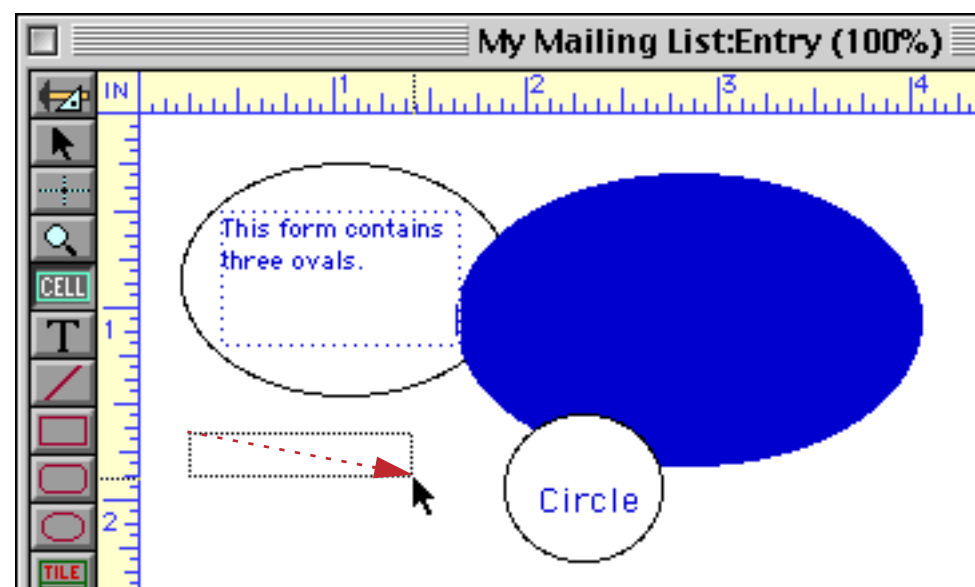 My Mailing List:Entry (100%)
IN 1 2 3 4
This form contains
three ovals.
CELL
T
1
Circle
2
TILE